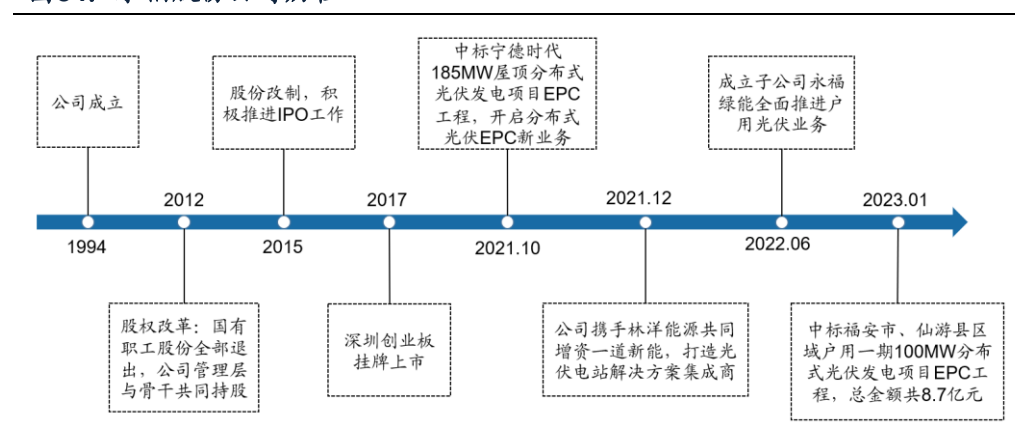 公司成立
股份改制，积
极推进IPO工作
中标宁德时代
185MW屋顶分布式
光伏发电项目EPC
工程，开启分布式
光伏EPC新业务
成立子公司永福
绿能全面推进户
用光伏业务
2012
2017
2021.12
2023.01
1994
2015
2021.10
2022.06
股权改革：国有
职工股份全部退
出，公司管理层
与骨干共同持股
深圳创业板
挂牌上市
公司携手林洋能源共同
增资一道新能，打造光
伏电站解决方案集成商
中标福安市、仙游县区
域户用一期100MW分布
式光伏发电项目EPC工
程，总金额共8.7亿元